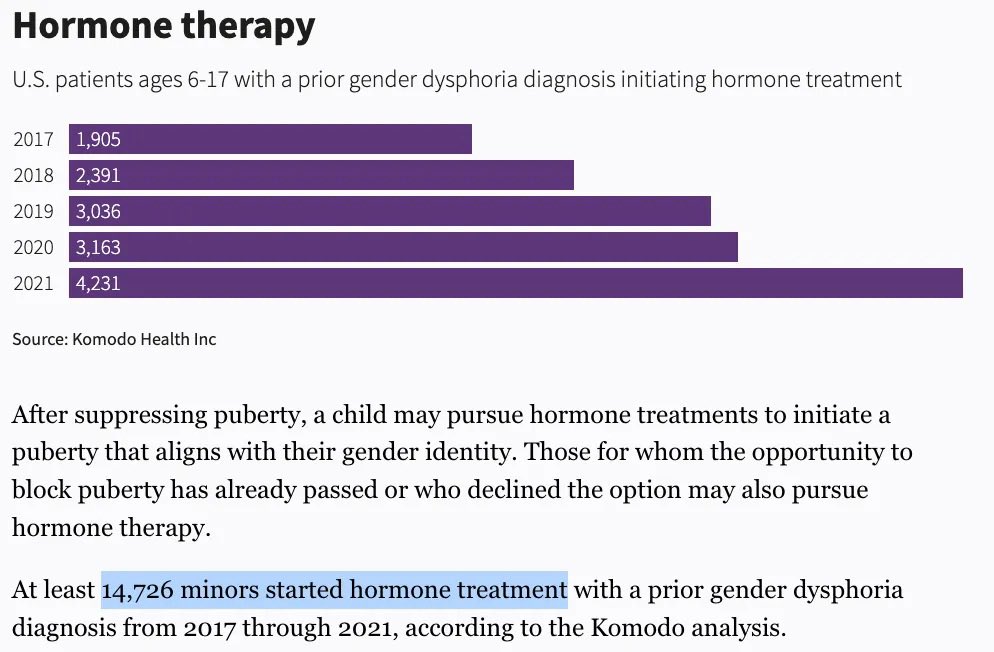 Hormone therapy
U.S. patients ages 6-17 with a prior gender dysphoria diagnosis initiating hormone treatment
2017 1,905
2018 2,391
2019 3,036
2020 3,163
2021 4,231
Source: Komodo Health Inc
After suppressing puberty, a child may pursue hormone treatments to initiate a
puberty that aligns with their gender identity. Those for whom the opportunity to
block puberty has already passed or who declined the option may also pursue
hormone therapy.
At least 14,726 minors started hormone treatment with a prior gender dysphoria
diagnosis from 2017 through 2021, according to the Komodo analysis.